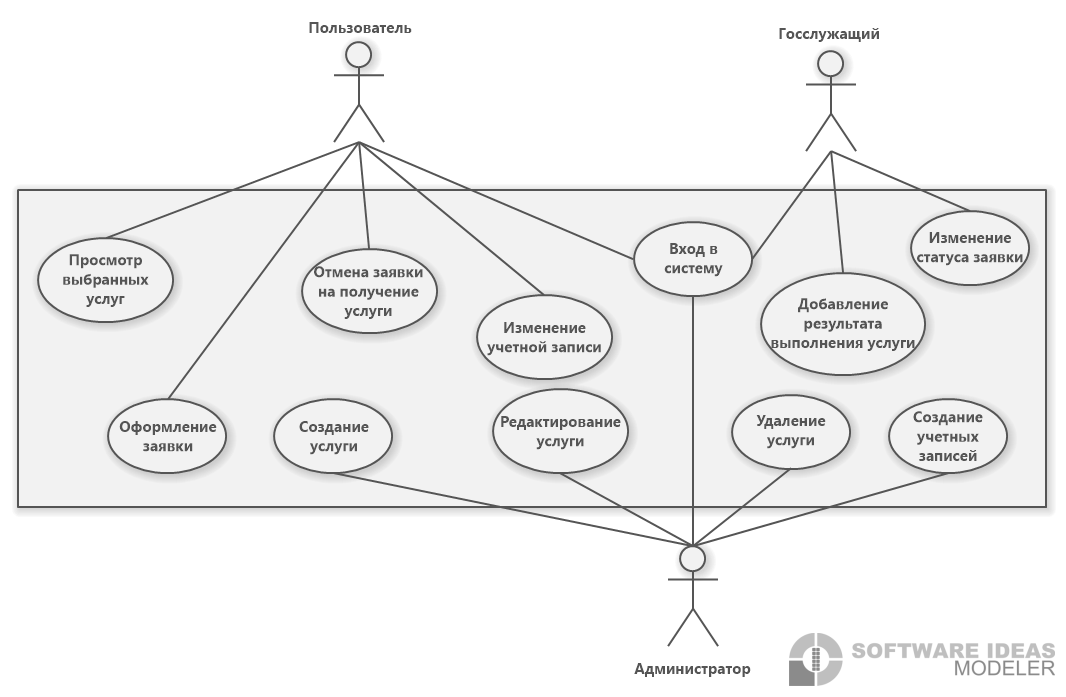 Пользователь
Госслужащий
Просмотр
выбранных
услуг
Отмена заявки
на получение
услуги
Изменение
учетной записи
Вход в
систему
Добавление
результата
выполнения услуги
Изменение
статуса заявки
Оформление
заявки
Создание
услуги
Редактирование
услуги
Удаление
услуги
Создание
учетных
записей
Администратор
SOFTWARE IDEAS
MODELER